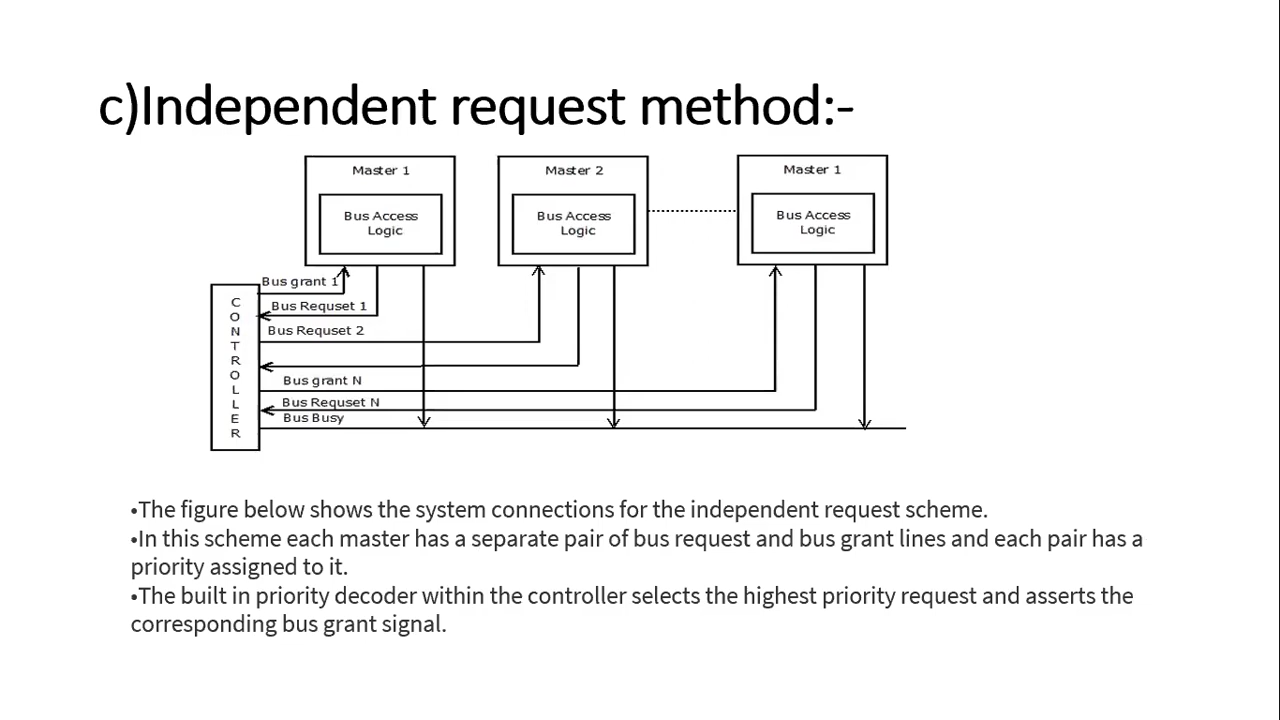 c)Independent request method:-
Master 1
Master 2
Master 1
Bus Access
Logic
Bus Access
Logic
Bus Access
Logic
Bus grant 1
Bus Requset 1
Bus Requset 2
Bus grant N
Bus Requset N
Bus Busy
CONTROLLER
•The figure below shows the system connections for the independent request scheme.
•In this scheme each master has a separate pair of bus request and bus grant lines and each pair has a
priority assigned to it.
•The built in priority decoder within the controller selects the highest priority request and asserts the
corresponding bus grant signal.